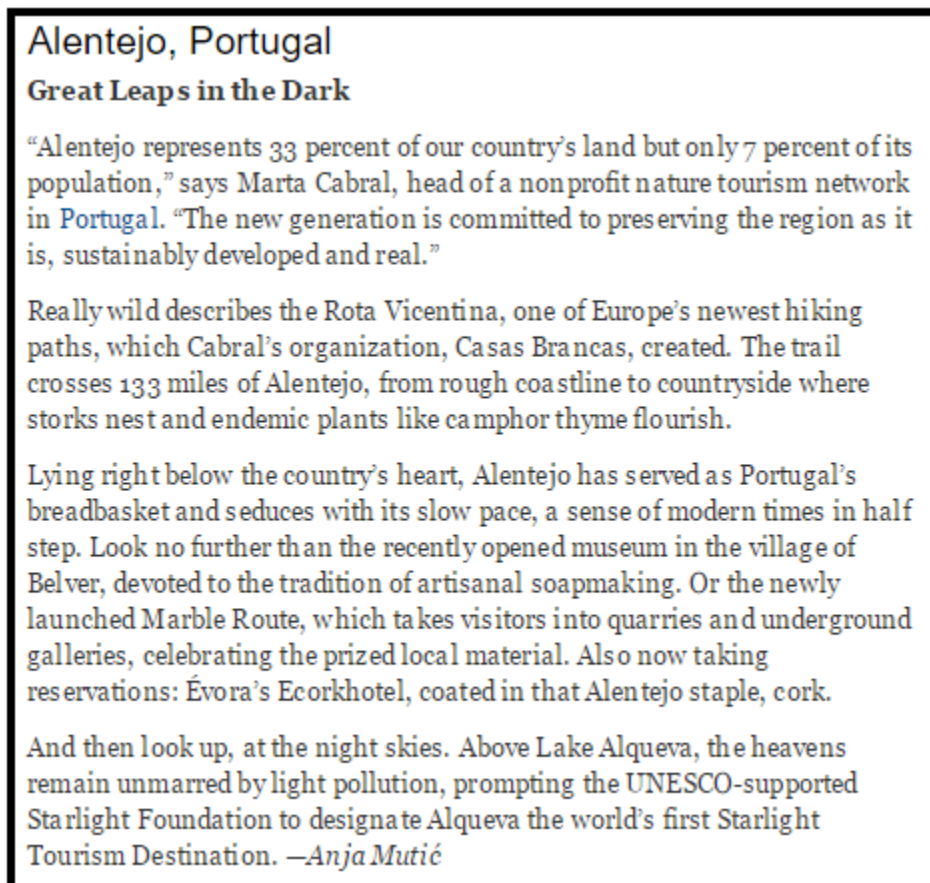 Alentejo, Portugal
Great Leaps in the Dark
“Alentejo represents 33 percent of our country’s land but only 7 percent of its
population,” says Marta Cabral, head of a nonprofit nature tourism network
in Portugal. “The new generation is committed to preserving the region as it
is, sustainably developed and real.”
Really wild describes the Rota Vicentina, one of Europe’s newest hiking
paths, which Cabral’s organization, Casas Brancas, created. The trail
crosses 133 miles of Alentejo, from rough coastline to countryside where
storks nest and endemic plants like camphor thyme flourish.
Lying right below the country’s heart, Alentejo has served as Portugal’s
breadbasket and seduces with its slow pace, a sense of modern times in half
step. Look no further than the recently opened museum in the village of
Belver, devoted to the tradition of artisanal soapmaking. Or the newly
launched Marble Route, which takes visitors into quarries and underground
galleries, celebrating the prized local material. Also now taking
reservations: Évora’s Ecorkhotel, coated in that Alentejo staple, cork.
And then look up, at the night skies. Above Lake Alqueva, the heavens
remain unmarred by light pollution, prompting the UNESCO-supported
Starlight Foundation to designate Alqueva the world’s first Starlight
Tourism Destination. —Anja Mutić